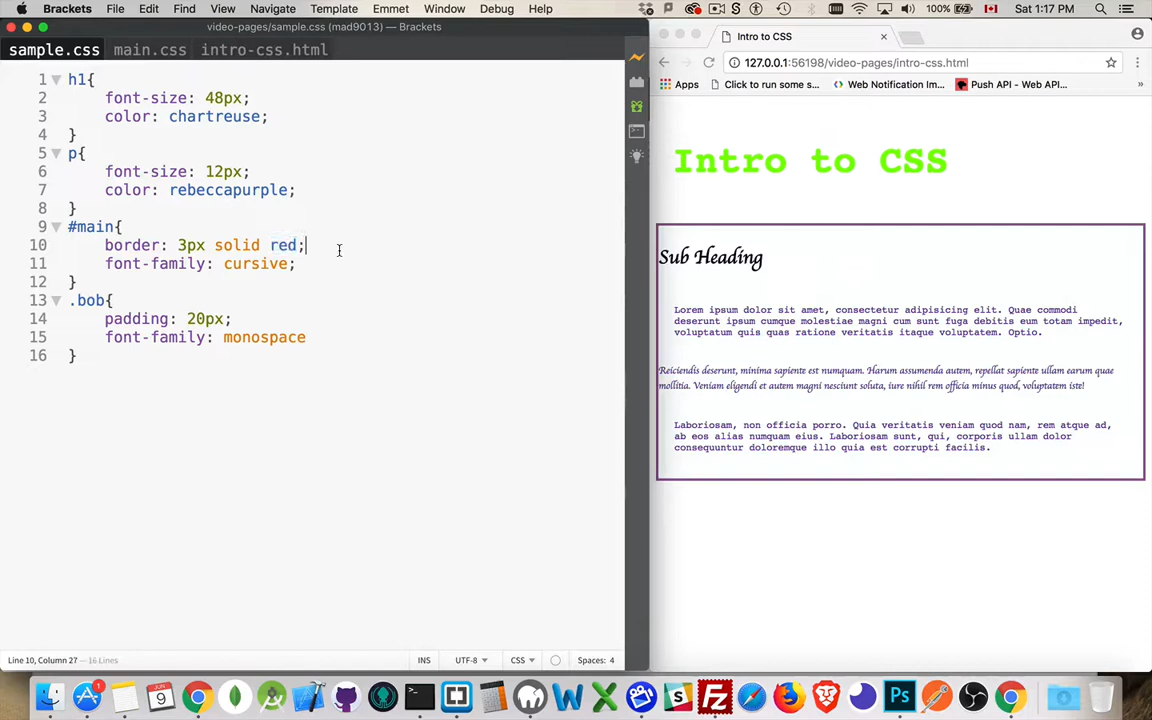 Brackets File Edit Find View Navigate Template Emmet Window Debug Help 100% Sat 1:17 PM
video-pages/sample.css (mad9013) — Brackets
sample.css main.css intro-css.html
1 h1{
2 font-size: 48px;
3 color: chartreuse;
4 }
5 p{
6 font-size: 12px;
7 color: rebeccapurple;
8 }
9 #main{
10 border: 3px solid red;
11 font-family: cursive;
12 }
13 .bob{
14 padding: 20px;
15 font-family: monospace
16 }
Line 10, Column 27 — 16 Lines INS UTF-8 CSS Spaces: 4
Intro to CSS
127.0.0.1:56198/video-pages/intro-css.html
Apps Click to run some s... Web Notification Im... Push API - Web API... »
Intro to CSS
Sub Heading
Lorem ipsum dolor sit amet, consectetur adipisicing elit. Quae commodi
deserunt ipsum cumque molestiae magni cum sunt fuga debitis eum totam impedit,
voluptatum quis quas ratione veritatis itaque voluptatem. Optio.
Reiciendis deserunt, minima sapiente est numquam. Harum assumenda autem, repellat sapiente ullam earum quae
mollitia. Veniam eligendi et autem magni nesciunt soluta, iure nihil rem officia minus quod, voluptatem iste!
Laboriosam, non officia porro. Quia veritatis veniam quod nam, rem atque ad,
ab eos alias numquam eius. Laboriosam sunt, qui, corporis ullam dolor
consequuntur doloremque illo quia est corrupti facilis.